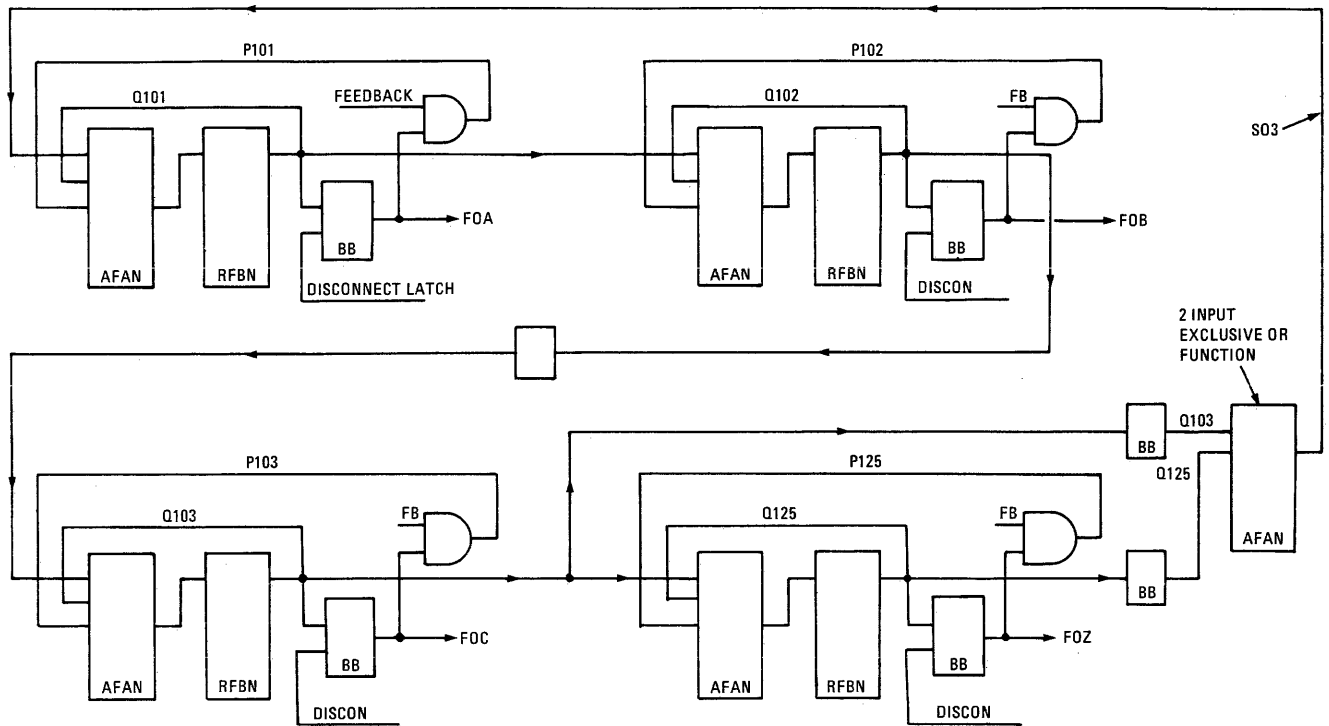 P101
P102
Q101
FEEDBACK
Q102
FB
SO3
FOA
FOB
BB
BB
AFAN
RFBN
AFAN
RFBN
DISCONNECT LATCH
DISCON
2 INPUT
EXCLUSIVE OR
FUNCTION
BB
Q103
P103
P125
Q125
Q103
FB
Q125
FB
AFAN
BB
FOC
FOZ
BB
BB
AFAN
RFBN
AFAN
RFBN
DISCON
DISCON